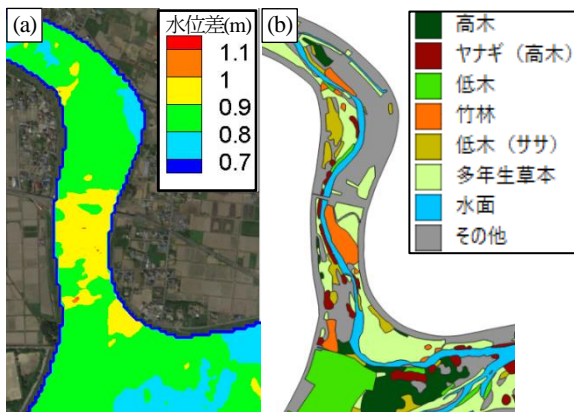 (a)
水位差(m)
1.1
1
0.9
0.8
0.7
(b)
高木
ヤナギ（高木）
低木
竹林
低木（ササ）
多年生草本
水面
その他